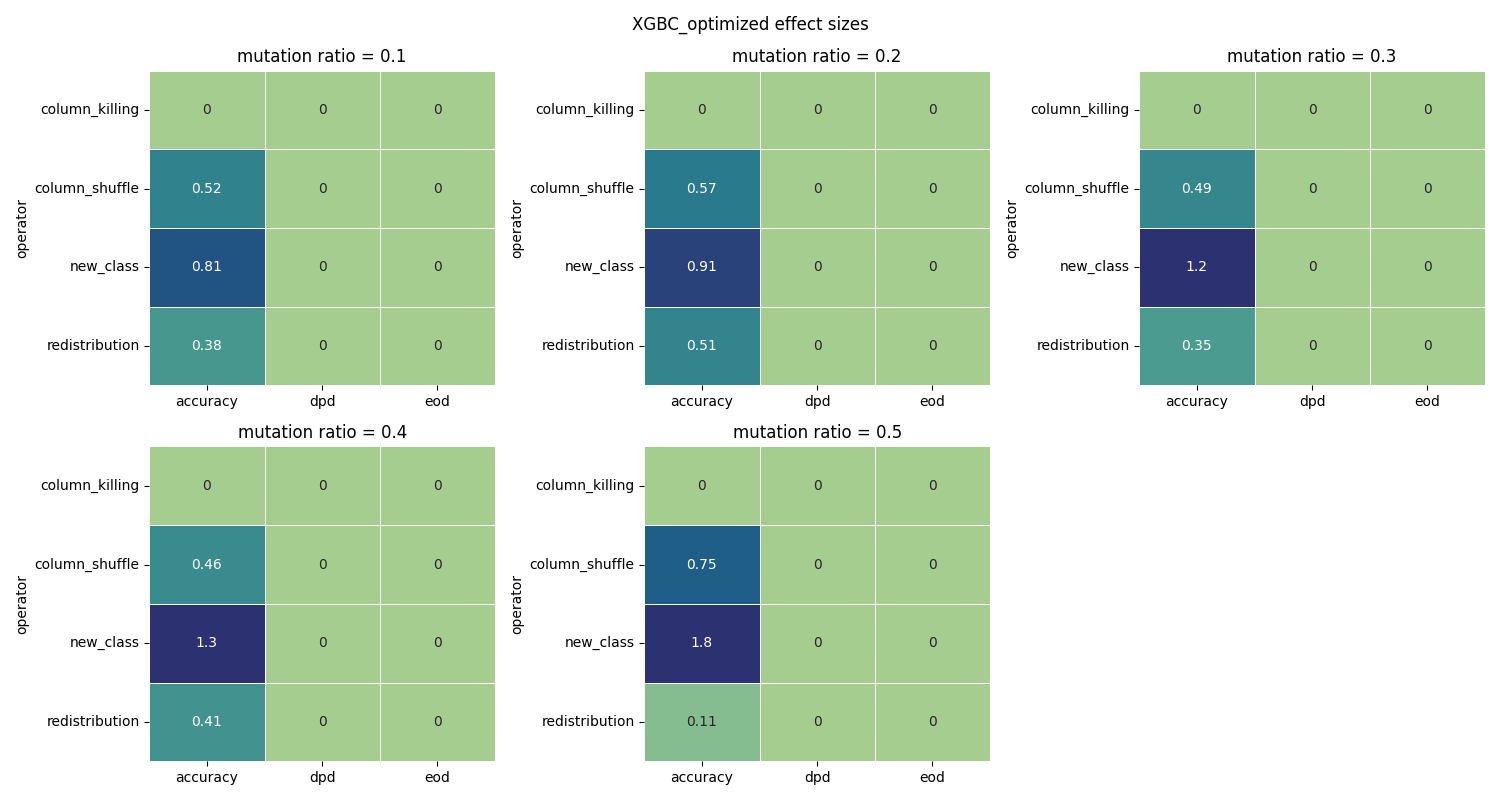 XGBC_optimized effect sizes
mutation ratio = 0.1
operator
column_killing 0 0 0
column_shuffle 0.52 0 0
new_class 0.81 0 0
redistribution 0.38 0 0
accuracy dpd eod
mutation ratio = 0.2
operator
column_killing 0 0 0
column_shuffle 0.57 0 0
new_class 0.91 0 0
redistribution 0.51 0 0
accuracy dpd eod
mutation ratio = 0.3
operator
column_killing 0 0 0
column_shuffle 0.49 0 0
new_class 1.2 0 0
redistribution 0.35 0 0
accuracy dpd eod
mutation ratio = 0.4
operator
column_killing 0 0 0
column_shuffle 0.46 0 0
new_class 1.3 0 0
redistribution 0.41 0 0
accuracy dpd eod
mutation ratio = 0.5
operator
column_killing 0 0 0
column_shuffle 0.75 0 0
new_class 1.8 0 0
redistribution 0.11 0 0
accuracy dpd eod